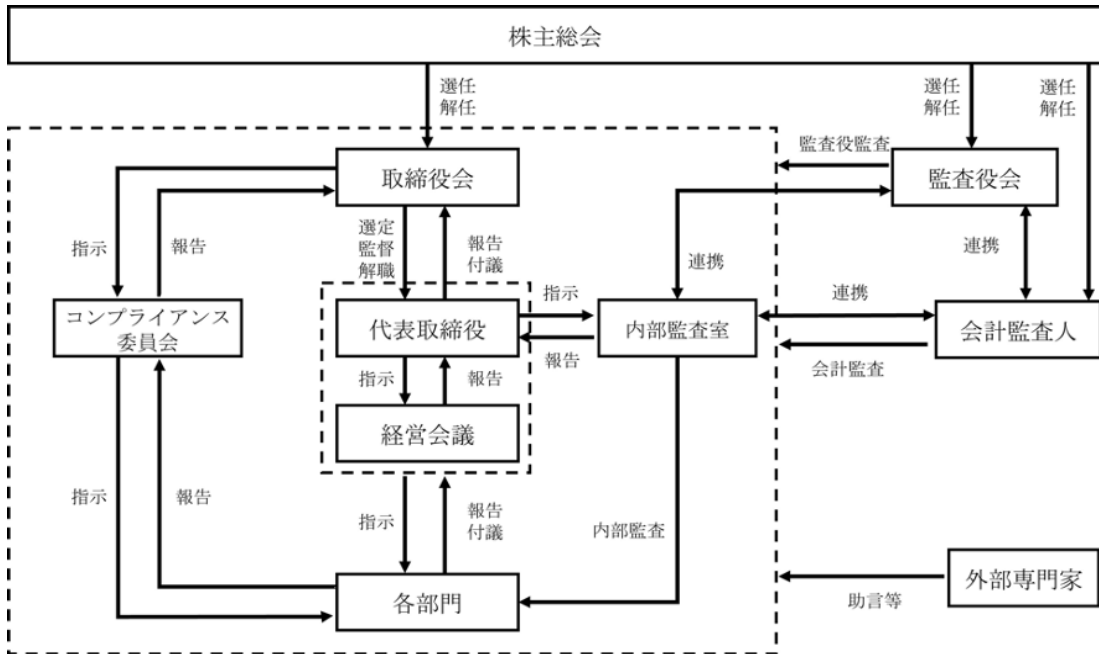 株主総会
選任
解任
選任
解任
選任
解任
監査役監査
取締役会
監査役会
指示
報告
選定
監督
解職
報告
付議
連携
連携
コンプライアンス
委員会
代表取締役
指示
報告
内部監査室
連携
会計監査人
会計監査
指示
報告
経営会議
指示
報告
指示
報告
付議
内部監査
各部門
助言等
外部専門家